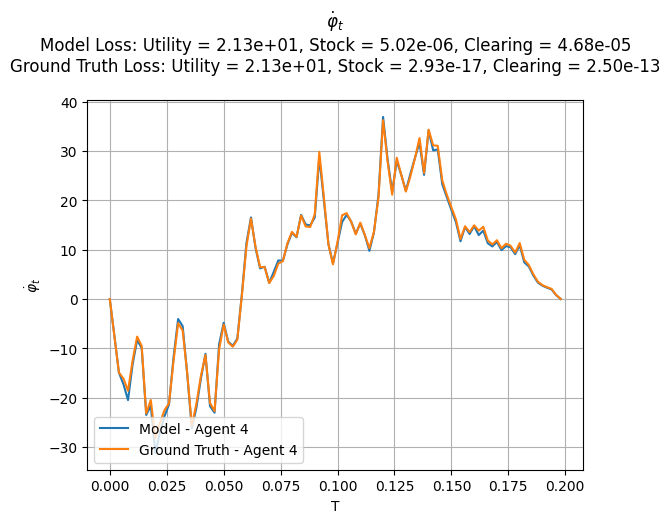 φ̇ₜ
Model Loss: Utility = 2.13e+01, Stock = 5.02e-06, Clearing = 4.68e-05
Ground Truth Loss: Utility = 2.13e+01, Stock = 2.93e-17, Clearing = 2.50e-13
40
30
20
10
0
−10
−20
−30
φ̇ₜ
Model - Agent 4
Ground Truth - Agent 4
0.000 0.025 0.050 0.075 0.100 0.125 0.150 0.175 0.200
T